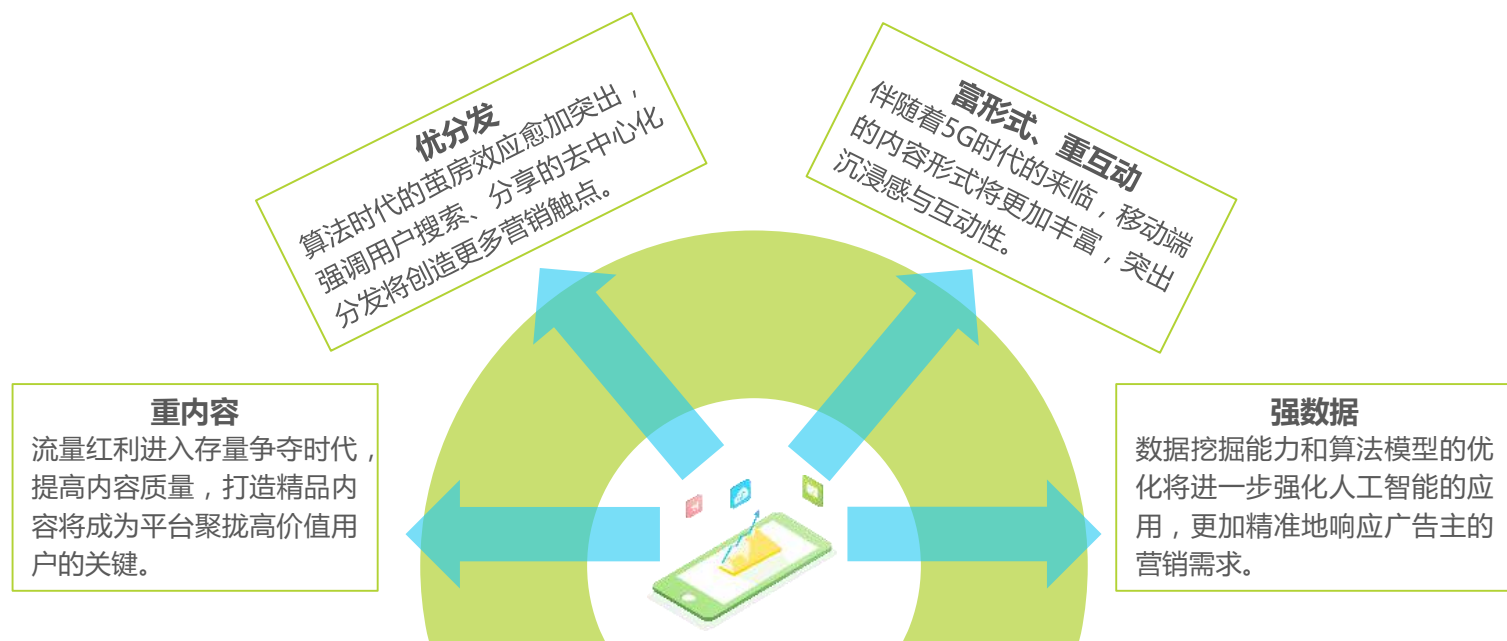 优分发
算法时代的茧房效应愈加突出，
强调用户搜索、分享的去中心化
分发将创造更多营销触点。
富形式、重互动
伴随着5G时代的来临，移动端
的内容形式将更加丰富，突出
沉浸感与互动性。
重内容
流量红利进入存量争夺时代，
提高内容质量，打造精品内
容将成为平台聚拢高价值用
户的关键。
强数据
数据挖掘能力和算法模型的优
化将进一步强化人工智能的应
用，更加精准地响应广告主的
营销需求。